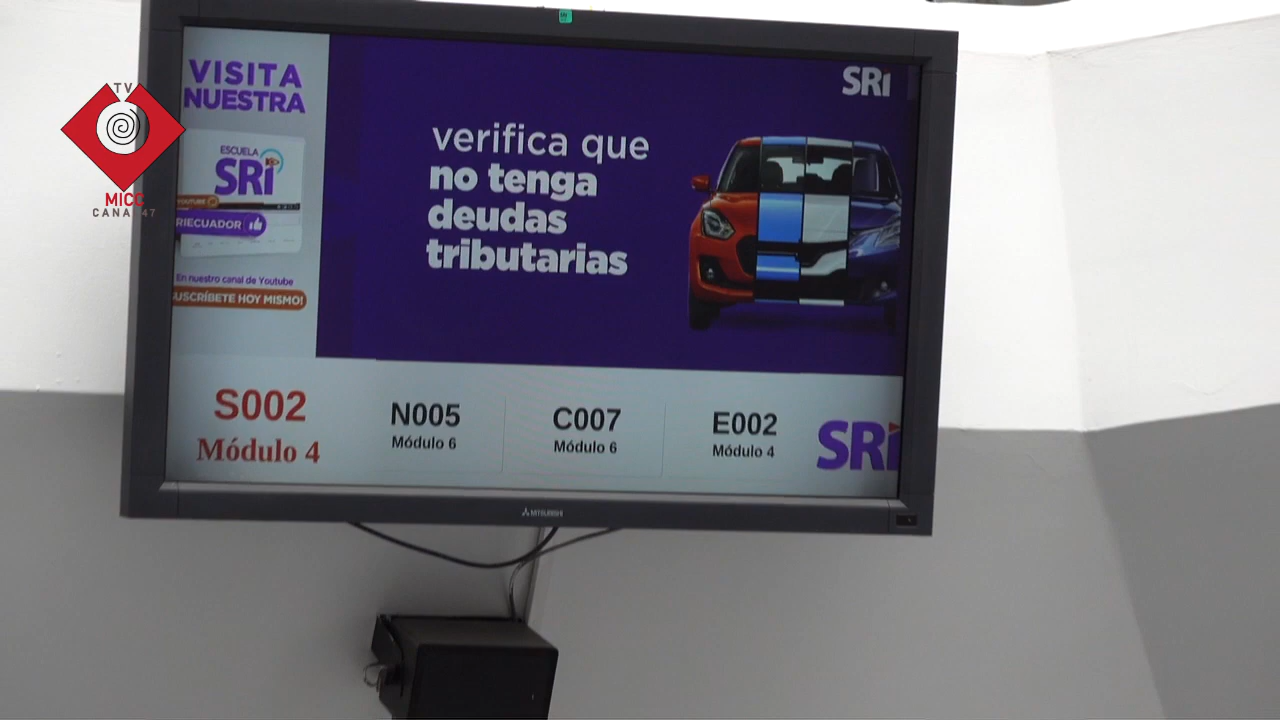 TV
MICC
CANAL 47
VISITA
NUESTRA
ESCUELA
SRi
YOUTUBE
RIECUADOR
En nuestro canal de Youtube
SUSCRÍBETE HOY MISMO!
SRi
verifica que
no tenga
deudas
tributarias
S002
Módulo 4
N005
Módulo 6
C007
Módulo 6
E002
Módulo 4
SRi
MITSUBISHI